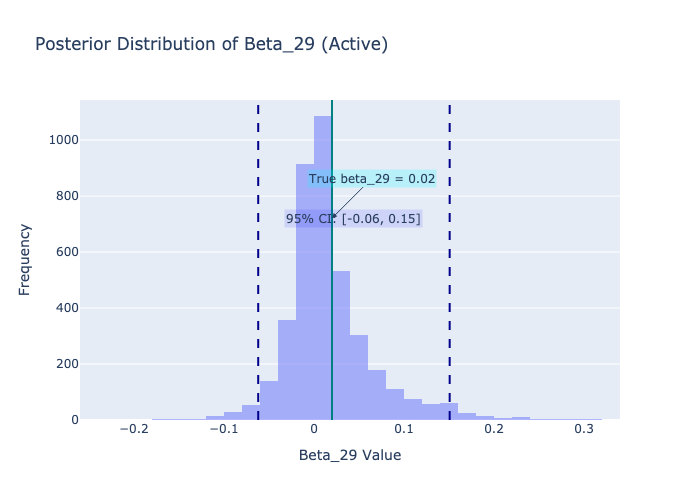 Posterior Distribution of Beta_29 (Active)
1000
800
600
400
200
0
Frequency
True beta_29 = 0.02
95% CI: [-0.06, 0.15]
−0.2
−0.1
0
0.1
0.2
0.3
Beta_29 Value